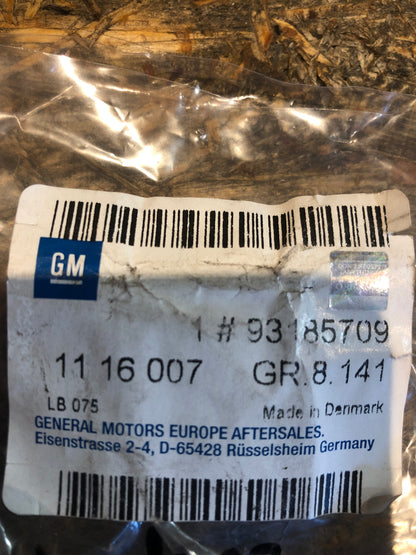 GM
1 # 93185709
11 16 007 GR.8.141
LB 075 Made in Denmark
GENERAL MOTORS EUROPE AFTERSALES.
Eisenstrasse 2-4, D-65428 Rüsselsheim Germany